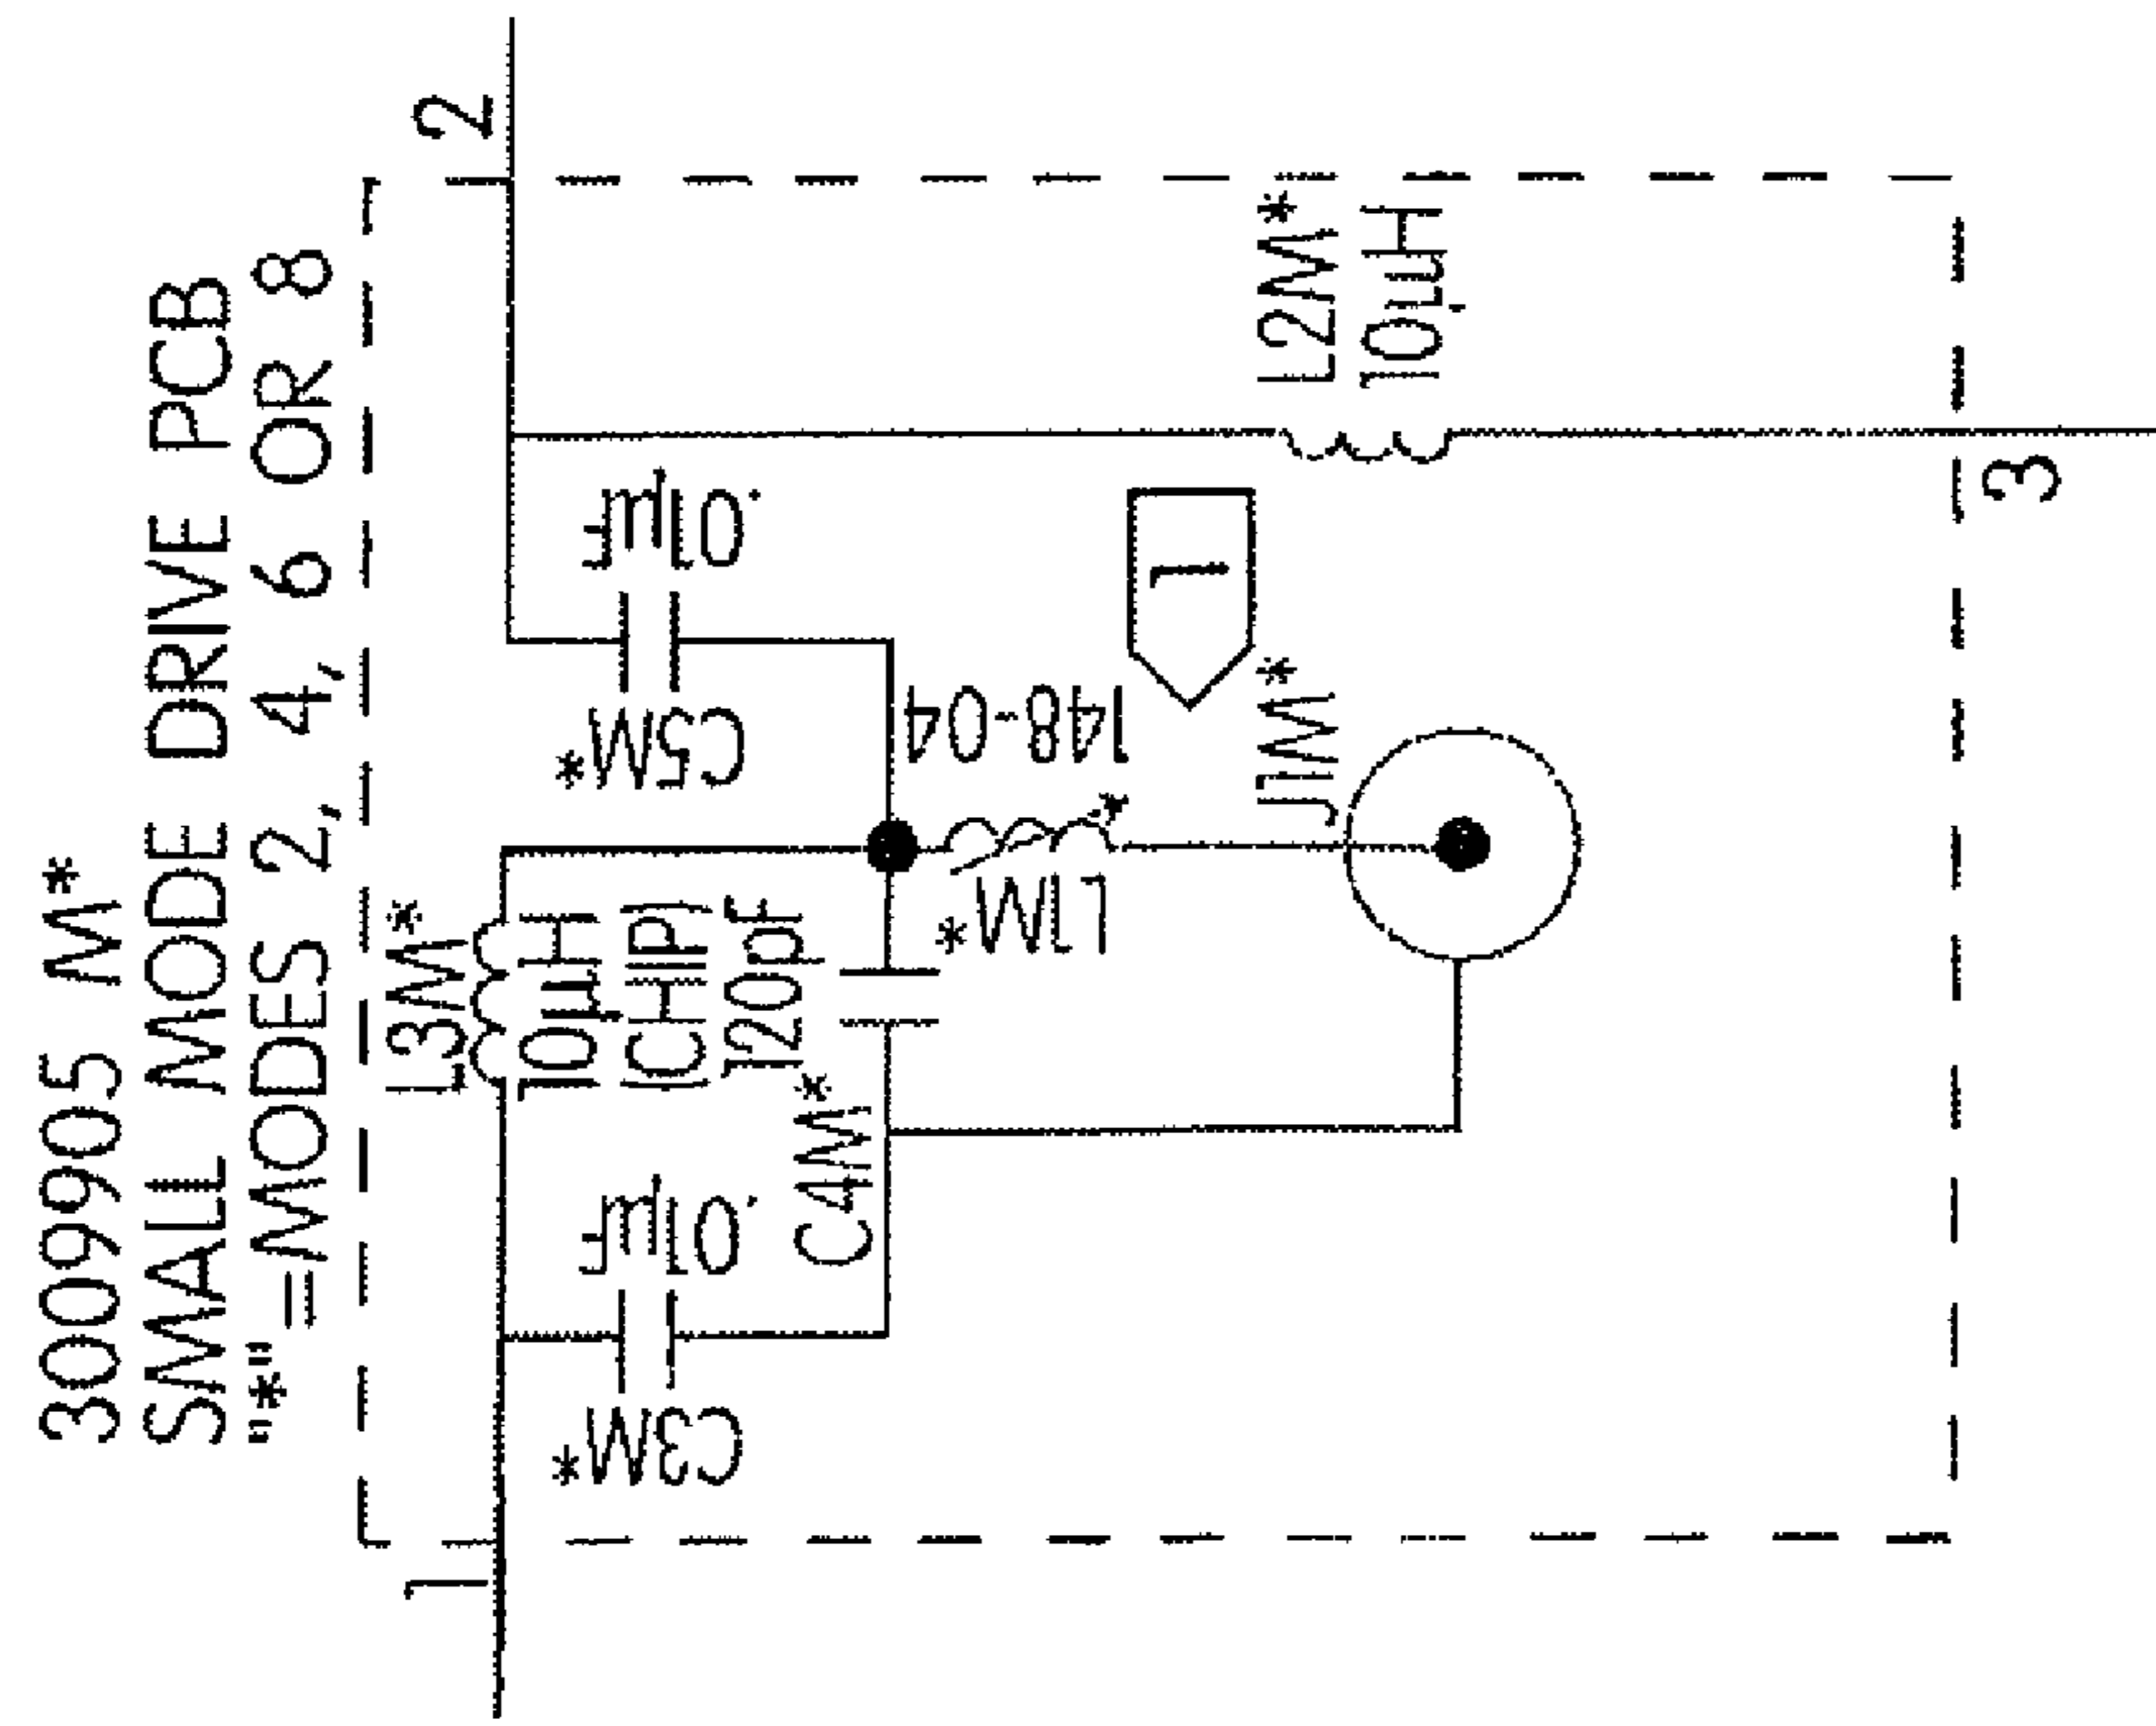 3009905 M*
SMALL MODE DRIVE PCB
"*"=MODES 2, 4, 6 OR 8
1
2
L3M*
10µH
(CHIP)
120pF
C4M*
.01µF
C3M*
.01µF
C5M*
148-04
L1M*
1
J1M*
L2M*
10µH
3